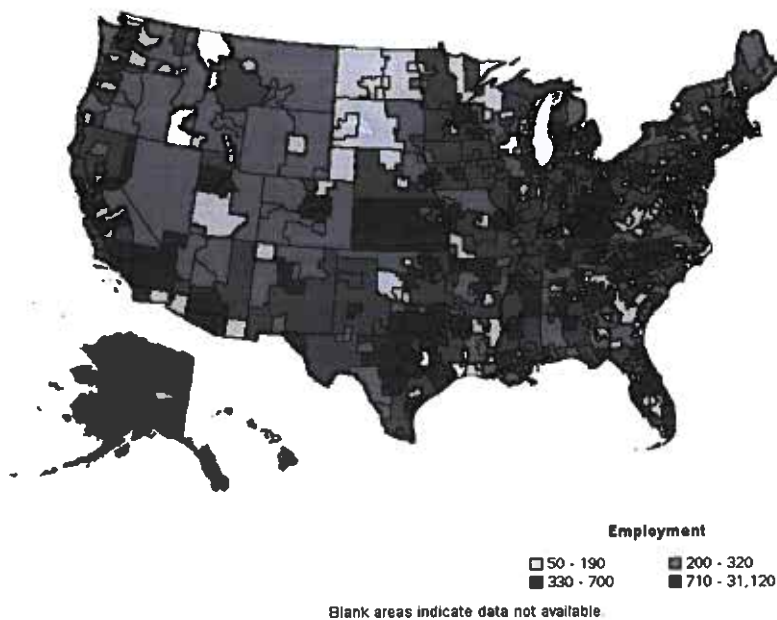 Employment
50 - 190
200 - 320
330 - 700
710 - 31,120
Blank areas indicate data not available.